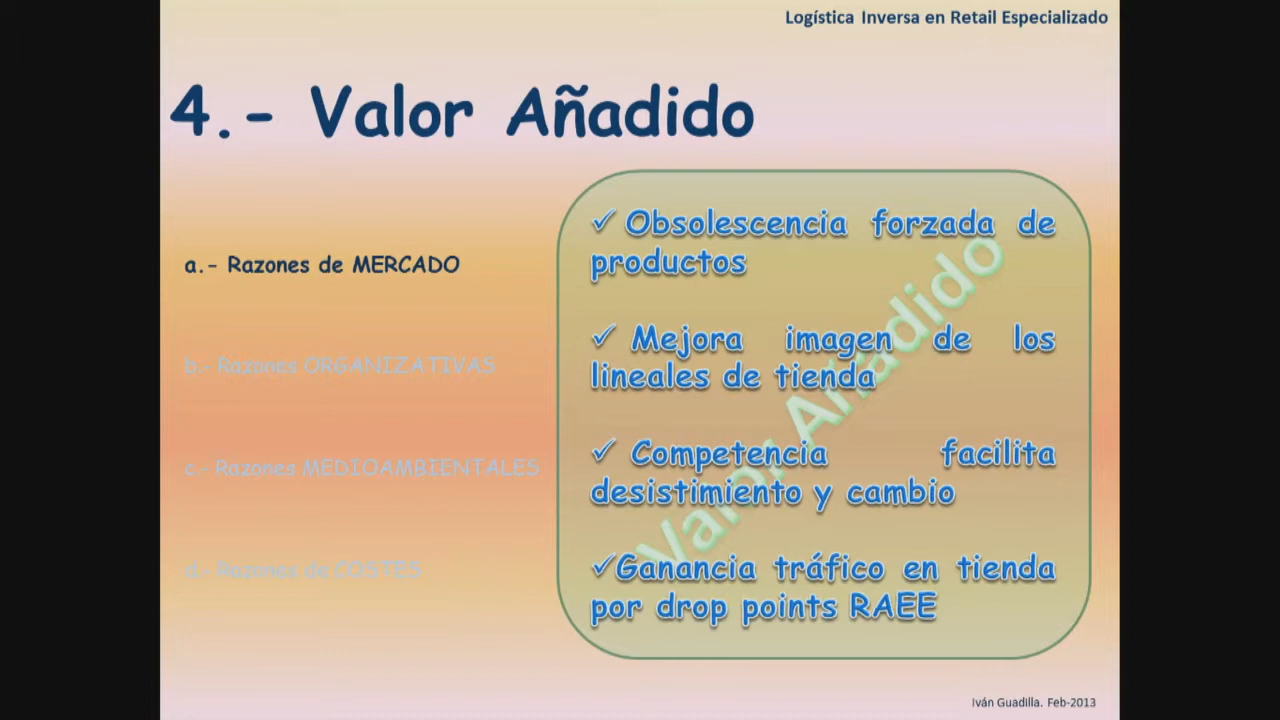 Logística Inversa en Retail Especializado
4.- Valor Añadido
a.- Razones de MERCADO
b.- Razones ORGANIZATIVAS
c.- Razones MEDIOAMBIENTALES
d.- Razones de COSTES
✓ Obsolescencia forzada de
productos
✓ Mejora imagen de los
lineales de tienda
✓ Competencia facilita
desistimiento y cambio
✓Ganancia tráfico en tienda
por drop points RAEE
Valor Añadido
Iván Guadilla. Feb-2013